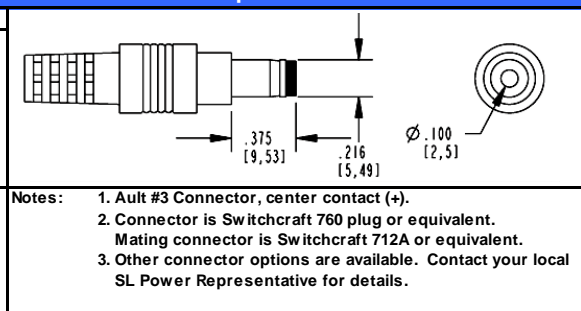 .375
[9,53]
.216
[5,49]
Ø.100
[2,5]
Notes: 1. Ault #3 Connector, center contact (+).
2. Connector is Switchcraft 760 plug or equivalent.
Mating connector is Switchcraft 712A or equivalent.
3. Other connector options are available. Contact your local
SL Power Representative for details.